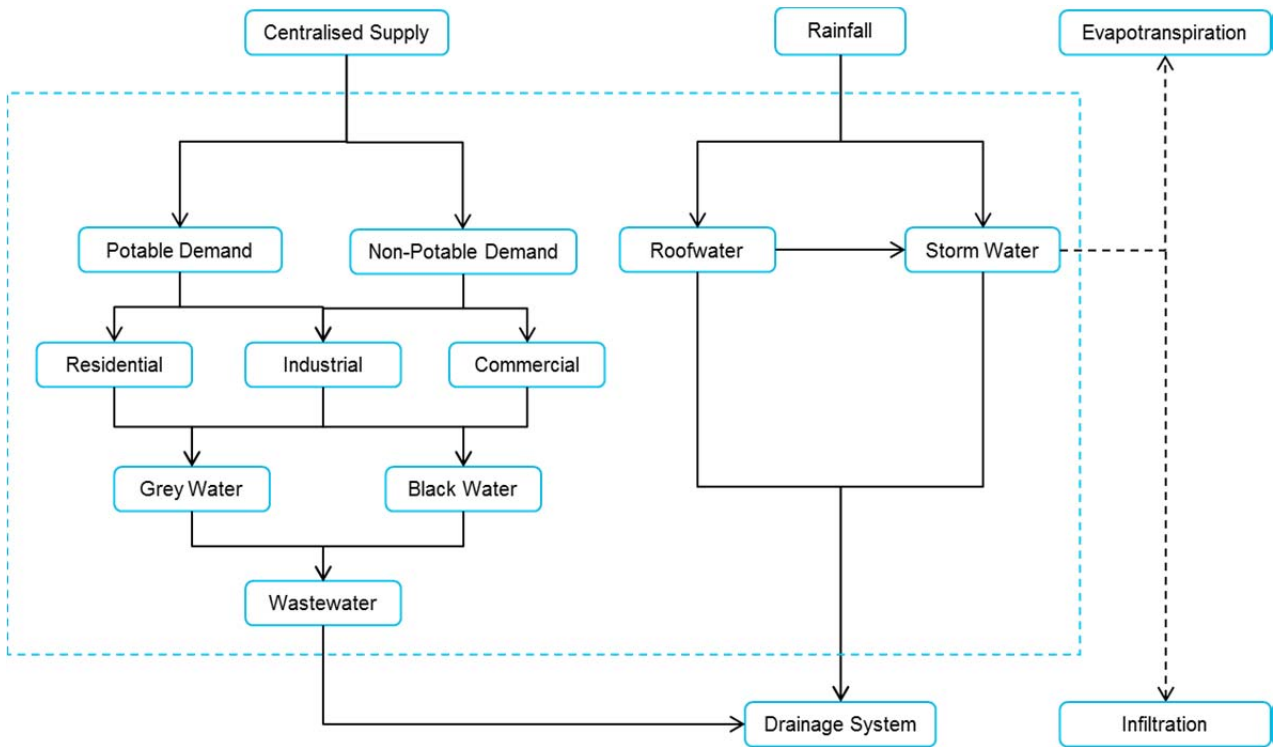 Centralised Supply
Rainfall
Evapotranspiration
Potable Demand
Non-Potable Demand
Roofwater
Storm Water
Residential
Industrial
Commercial
Grey Water
Black Water
Wastewater
Drainage System
Infiltration